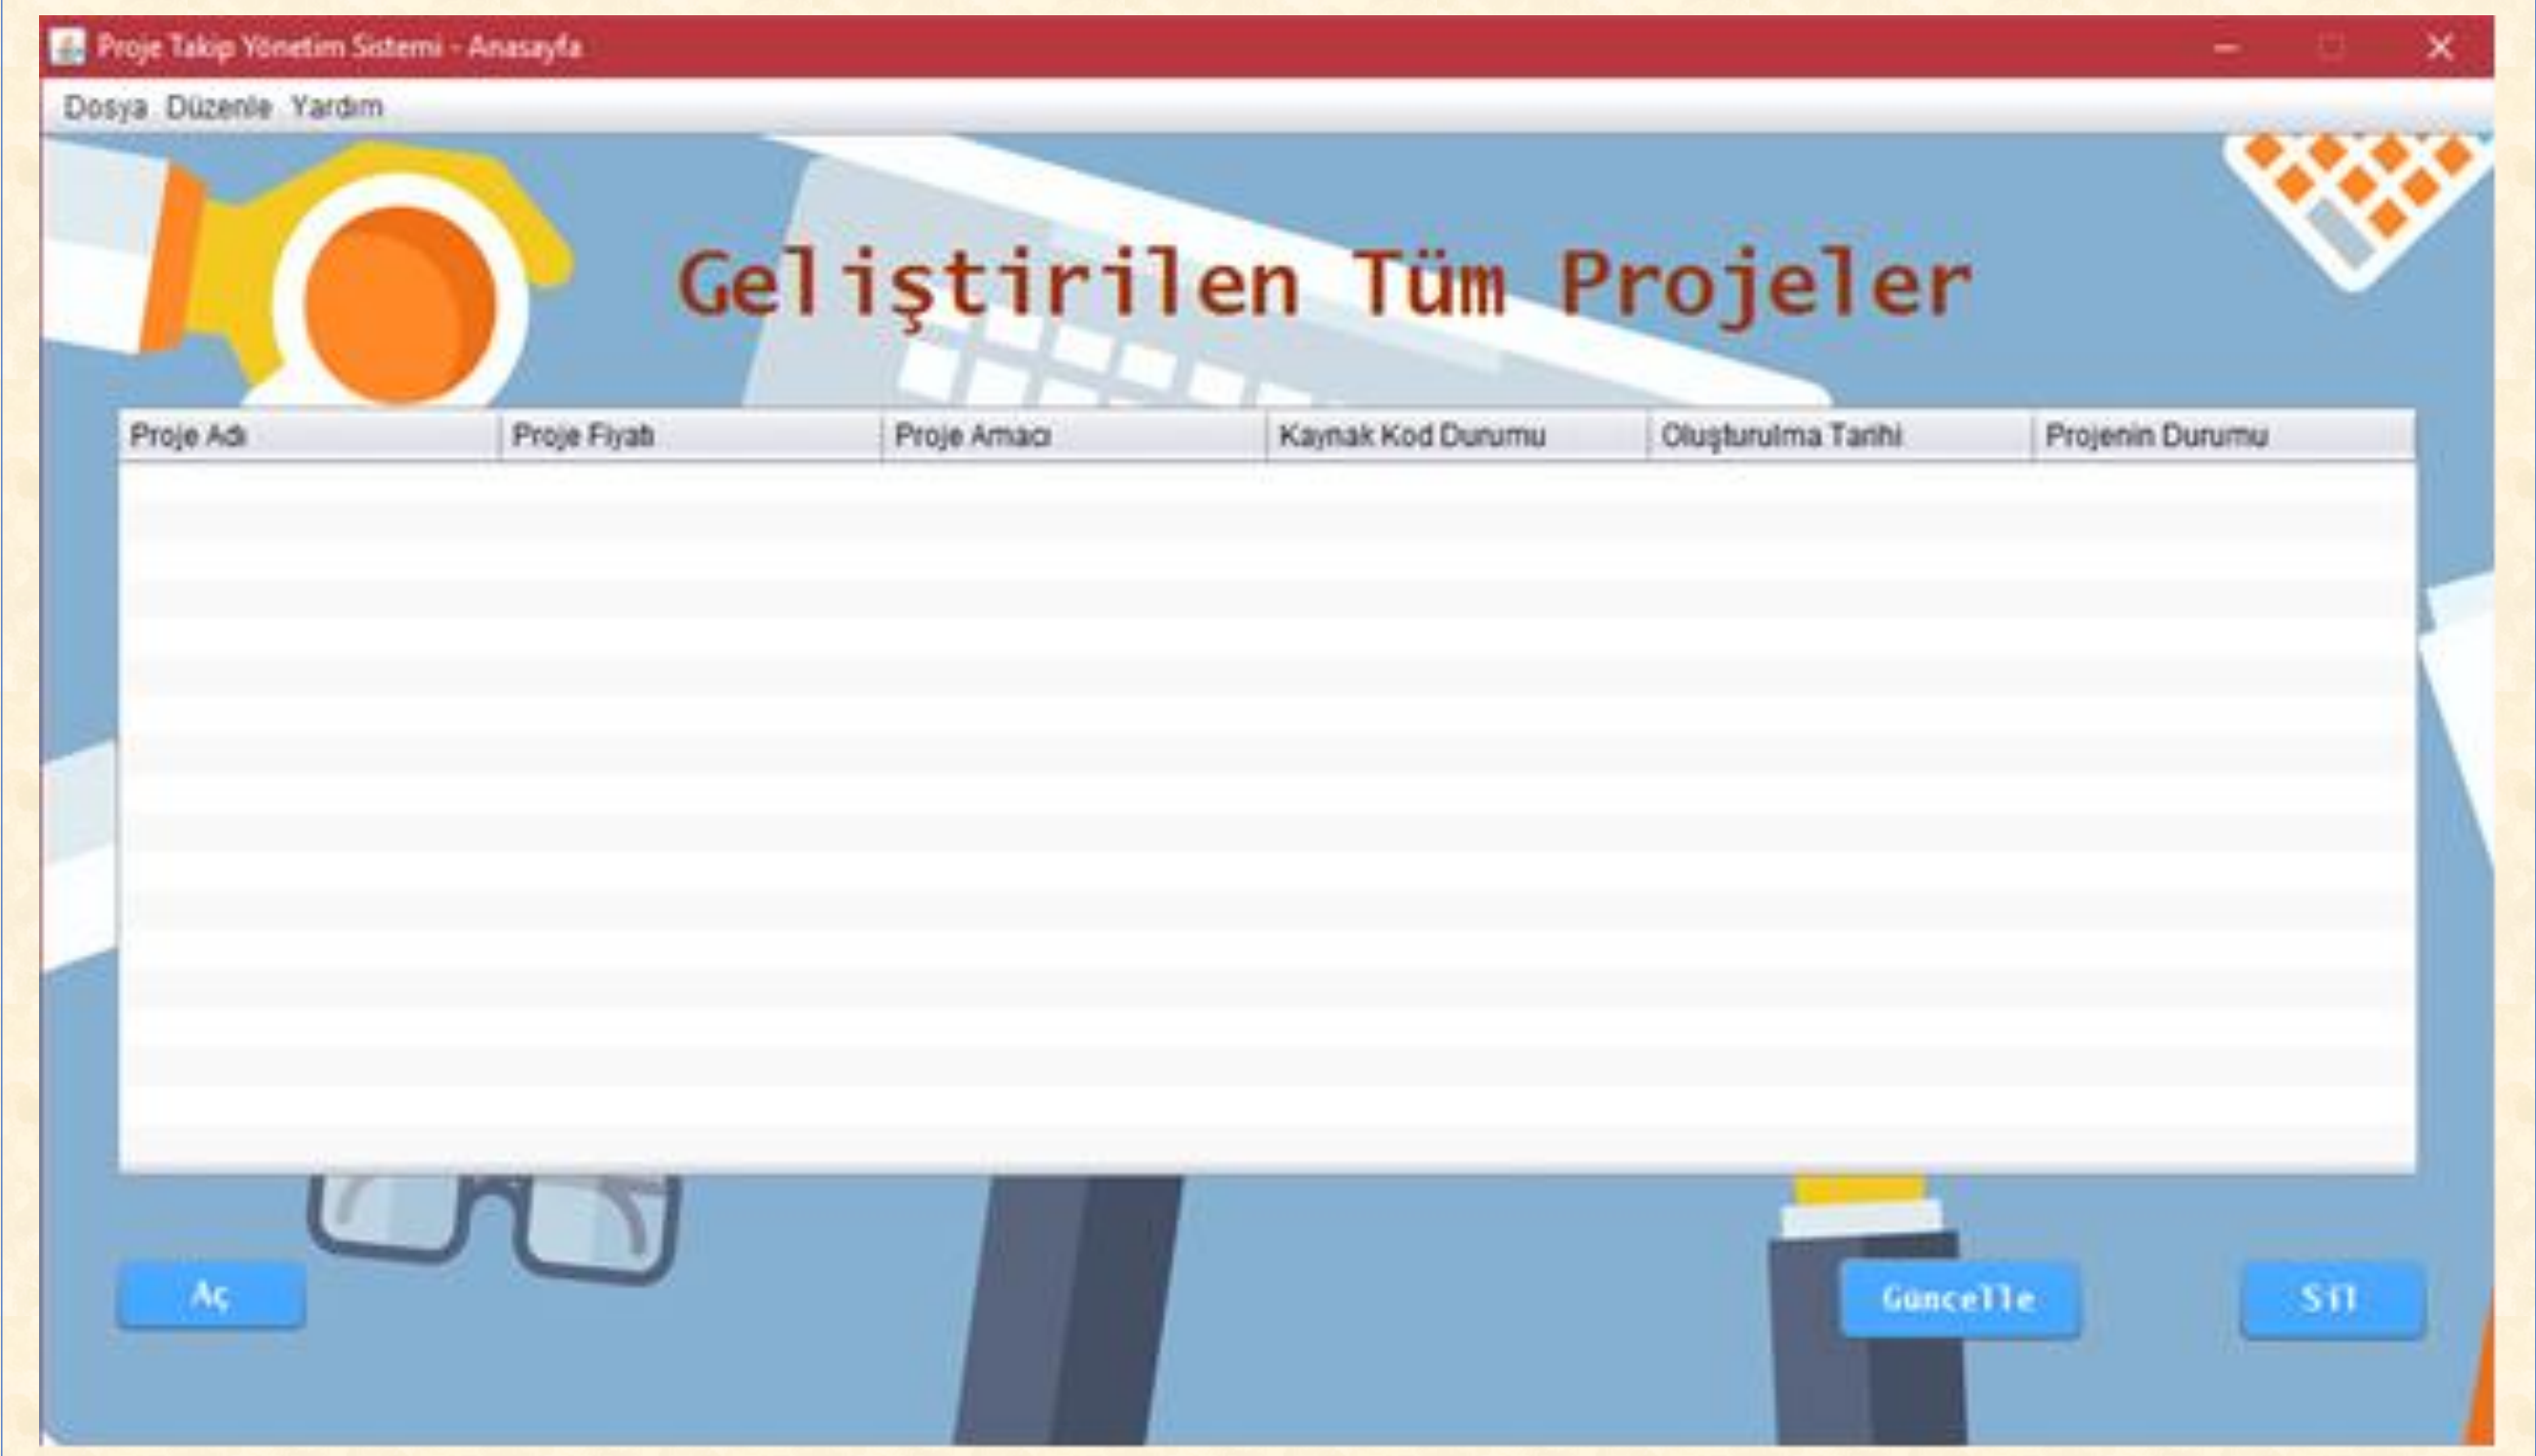 Proje Takip Yönetim Sistemi - Anasayfa
Dosya Düzenle Yardım
Geliştirilen Tüm Projeler
Proje Adı Proje Fiyatı Proje Amacı Kaynak Kod Durumu Oluşturulma Tarihi Projenin Durumu
Aç Güncelle Sil